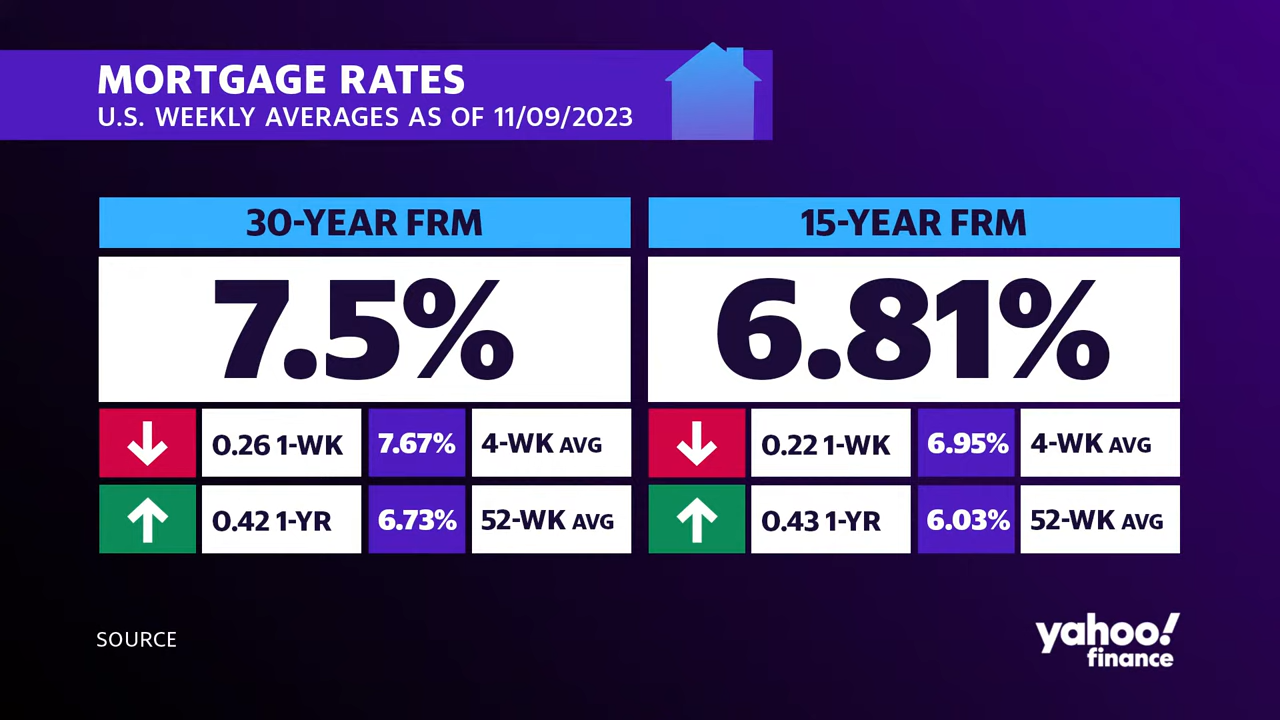 MORTGAGE RATES
U.S. WEEKLY AVERAGES AS OF 11/09/2023
30-YEAR FRM
7.5%
0.26 1-WK 7.67% 4-WK AVG
0.42 1-YR 6.73% 52-WK AVG
15-YEAR FRM
6.81%
0.22 1-WK 6.95% 4-WK AVG
0.43 1-YR 6.03% 52-WK AVG
SOURCE
yahoo!
finance